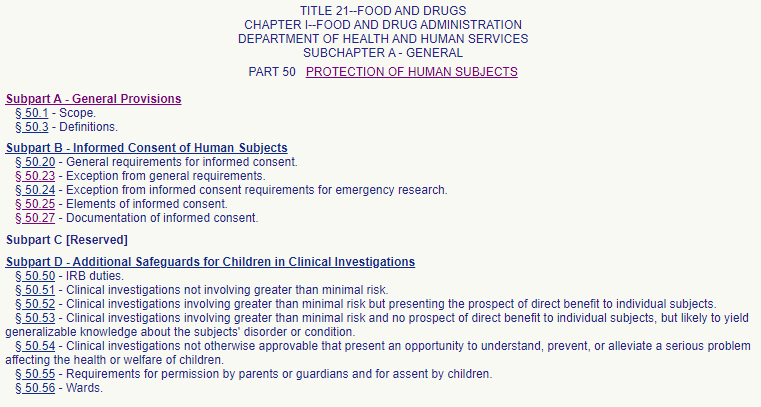 TITLE 21--FOOD AND DRUGS
CHAPTER I--FOOD AND DRUG ADMINISTRATION
DEPARTMENT OF HEALTH AND HUMAN SERVICES
SUBCHAPTER A - GENERAL
PART 50 PROTECTION OF HUMAN SUBJECTS
Subpart A - General Provisions
§ 50.1 - Scope.
§ 50.3 - Definitions.
Subpart B - Informed Consent of Human Subjects
§ 50.20 - General requirements for informed consent.
§ 50.23 - Exception from general requirements.
§ 50.24 - Exception from informed consent requirements for emergency research.
§ 50.25 - Elements of informed consent.
§ 50.27 - Documentation of informed consent.
Subpart C [Reserved]
Subpart D - Additional Safeguards for Children in Clinical Investigations
§ 50.50 - IRB duties.
§ 50.51 - Clinical investigations not involving greater than minimal risk.
§ 50.52 - Clinical investigations involving greater than minimal risk but presenting the prospect of direct benefit to individual subjects.
§ 50.53 - Clinical investigations involving greater than minimal risk and no prospect of direct benefit to individual subjects, but likely to yield
generalizable knowledge about the subjects' disorder or condition.
§ 50.54 - Clinical investigations not otherwise approvable that present an opportunity to understand, prevent, or alleviate a serious problem
affecting the health or welfare of children.
§ 50.55 - Requirements for permission by parents or guardians and for assent by children.
§ 50.56 - Wards.